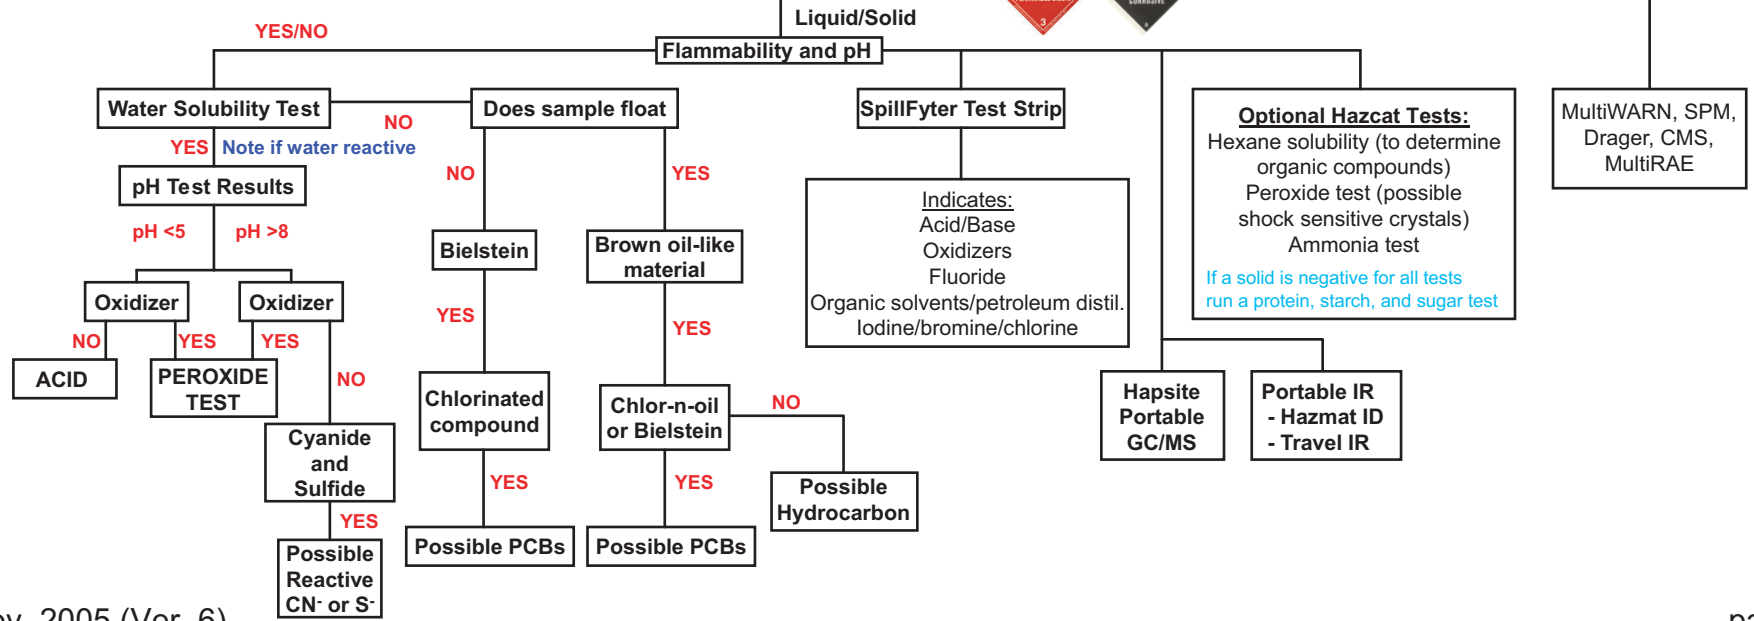 Liquid/Solid
3
CORROSIVE
8
YES/NO
Flammability and pH
Water Solubility Test
Does sample float
SpillFyter Test Strip
NO
YES
Note if water reactive
pH Test Results
pH <5
pH >8
Oxidizer
Oxidizer
NO
YES
YES
ACID
PEROXIDE
TEST
NO
Cyanide
and
Sulfide
YES
Possible
Reactive
CN- or S-
NO
Bielstein
YES
Chlorinated
compound
YES
Possible PCBs
YES
Brown oil-like
material
YES
Chlor-n-oil
or Bielstein
NO
YES
Possible
Hydrocarbon
Possible PCBs
Indicates:
Acid/Base
Oxidizers
Fluoride
Organic solvents/petroleum distil.
Iodine/bromine/chlorine
Optional Hazcat Tests:
Hexane solubility (to determine
organic compounds)
Peroxide test (possible
shock sensitive crystals)
Ammonia test
If a solid is negative for all tests
run a protein, starch, and sugar test
Hapsite
Portable
GC/MS
Portable IR
- Hazmat ID
- Travel IR
MultiWARN, SPM,
Drager, CMS,
MultiRAE
2005 (Ver. 6)